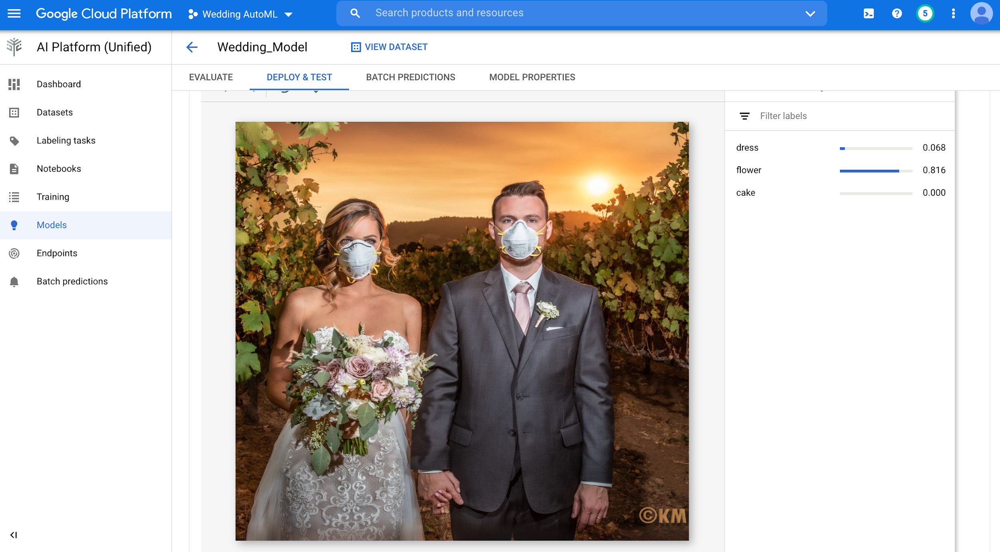 Google Cloud Platform
Wedding AutoML
Search products and resources
5
AI Platform (Unified)
Wedding_Model
VIEW DATASET
EVALUATE
DEPLOY & TEST
BATCH PREDICTIONS
MODEL PROPERTIES
Dashboard
Datasets
Labeling tasks
Notebooks
Training
Models
Endpoints
Batch predictions
Filter labels
dress 0.068
flower 0.816
cake 0.000
©KM